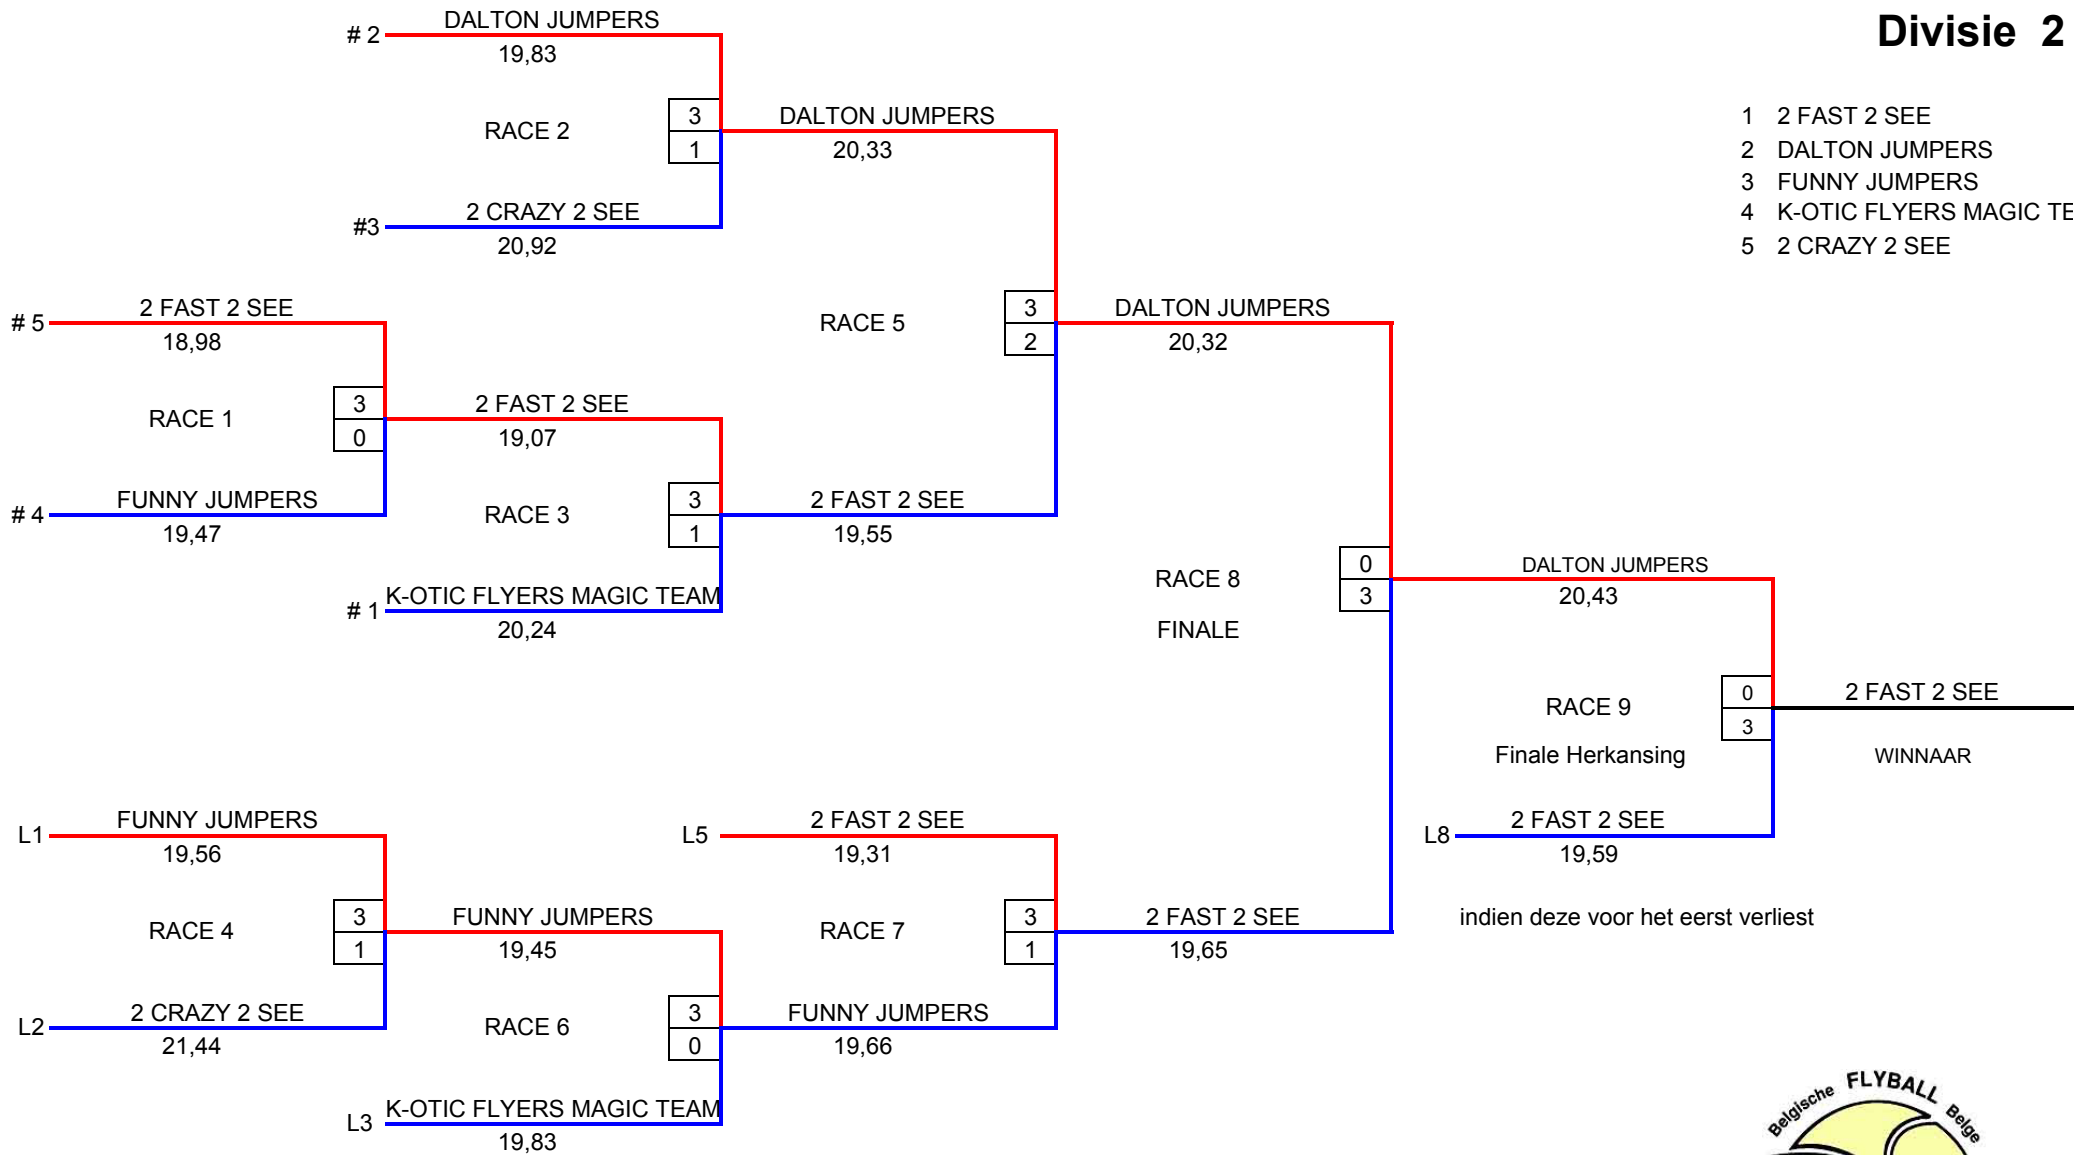 Divisie 2
1 2 FAST 2 SEE
2 DALTON JUMPERS
3 FUNNY JUMPERS
4 K-OTIC FLYERS MAGIC TE
5 2 CRAZY 2 SEE
# 2 DALTON JUMPERS
19,83
RACE 2
3
1
#3 2 CRAZY 2 SEE
20,92
# 5 2 FAST 2 SEE
18,98
RACE 1
3
0
# 4 FUNNY JUMPERS
19,47
2 FAST 2 SEE
19,07
RACE 3
3
1
# 1 K-OTIC FLYERS MAGIC TEAM
20,24
DALTON JUMPERS
20,33
RACE 5
3
2
2 FAST 2 SEE
19,55
DALTON JUMPERS
20,32
RACE 8
0
3
FINALE
L1 FUNNY JUMPERS
19,56
RACE 4
3
1
L2 2 CRAZY 2 SEE
21,44
FUNNY JUMPERS
19,45
RACE 6
3
0
L3 K-OTIC FLYERS MAGIC TEAM
19,83
L5 2 FAST 2 SEE
19,31
RACE 7
3
1
FUNNY JUMPERS
19,66
2 FAST 2 SEE
19,65
DALTON JUMPERS
20,43
RACE 9
0
3
Finale Herkansing
L8 2 FAST 2 SEE
19,59
indien deze voor het eerst verliest
2 FAST 2 SEE
WINNAAR
Belgische FLYBALL Belge